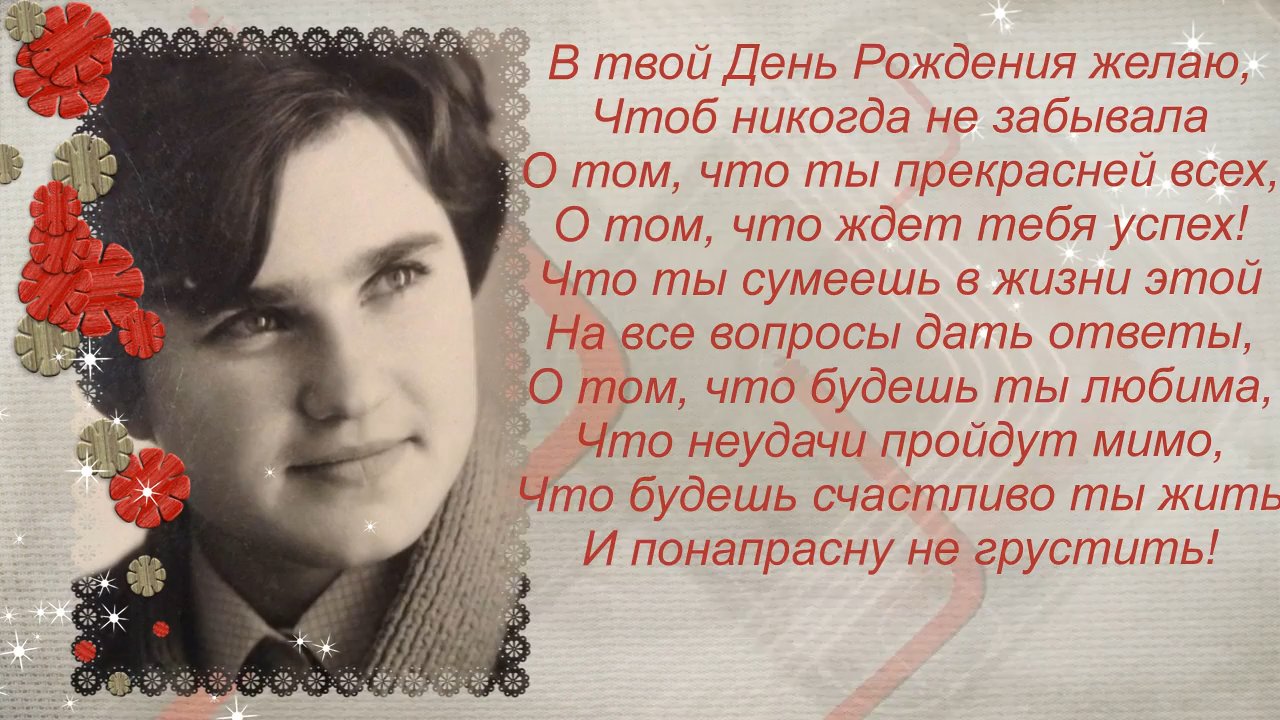 В твой День Рождения желаю,
Чтоб никогда не забывала
О том, что ты прекрасней всех,
О том, что ждет тебя успех!
Что ты сумеешь в жизни этой
На все вопросы дать ответы,
О том, что будешь ты любима,
Что неудачи пройдут мимо,
Что будешь счастливо ты жить
И понапрасну не грустить!